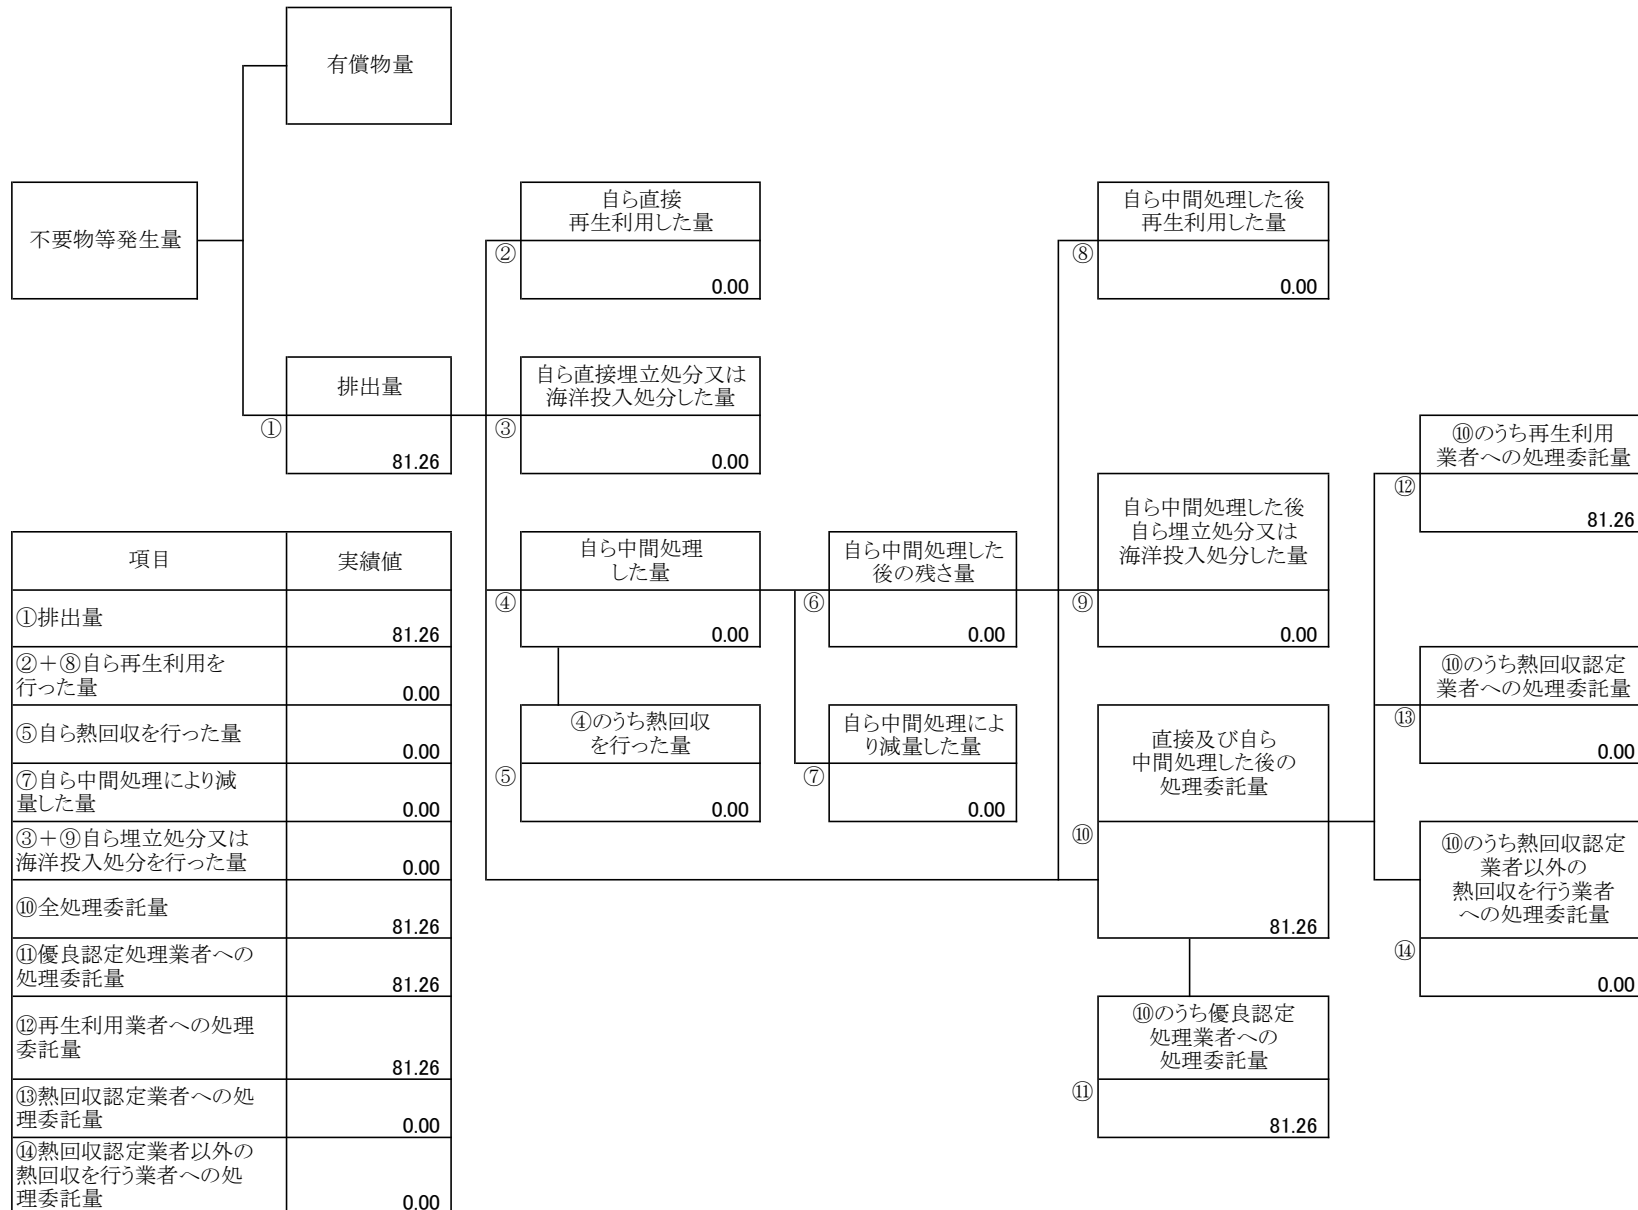 有償物量
不要物等発生量
自ら直接
再生利用した量
②
0.00
自ら中間処理した後
再生利用した量
⑧
0.00
排出量
①
81.26
自ら直接埋立処分又は
海洋投入処分した量
③
0.00
⑩のうち再生利用
業者への処理委託量
⑫
81.26
自ら中間処理した後
自ら埋立処分又は
海洋投入処分した量
⑨
0.00
自ら中間処理
した量
④
0.00
自ら中間処理した
後の残さ量
⑥
0.00
⑩のうち熱回収認定
業者への処理委託量
⑬
0.00
④のうち熱回収
を行った量
⑤
0.00
自ら中間処理によ
り減量した量
⑦
0.00
直接及び自ら
中間処理した後の
処理委託量
⑩
81.26
⑩のうち熱回収認定
業者以外の
熱回収を行う業者
への処理委託量
⑭
0.00
⑩のうち優良認定
処理業者への
処理委託量
⑪
81.26
項目 実績値
①排出量
81.26
②+⑧自ら再生利用を
行った量
0.00
⑤自ら熱回収を行った量
0.00
⑦自ら中間処理により減
量した量
0.00
③+⑨自ら埋立処分又は
海洋投入処分を行った量
0.00
⑩全処理委託量
81.26
⑪優良認定処理業者への
処理委託量
81.26
⑫再生利用業者への処理
委託量
81.26
⑬熱回収認定業者への処
理委託量
0.00
⑭熱回収認定業者以外の
熱回収を行う業者への処
理委託量
0.00